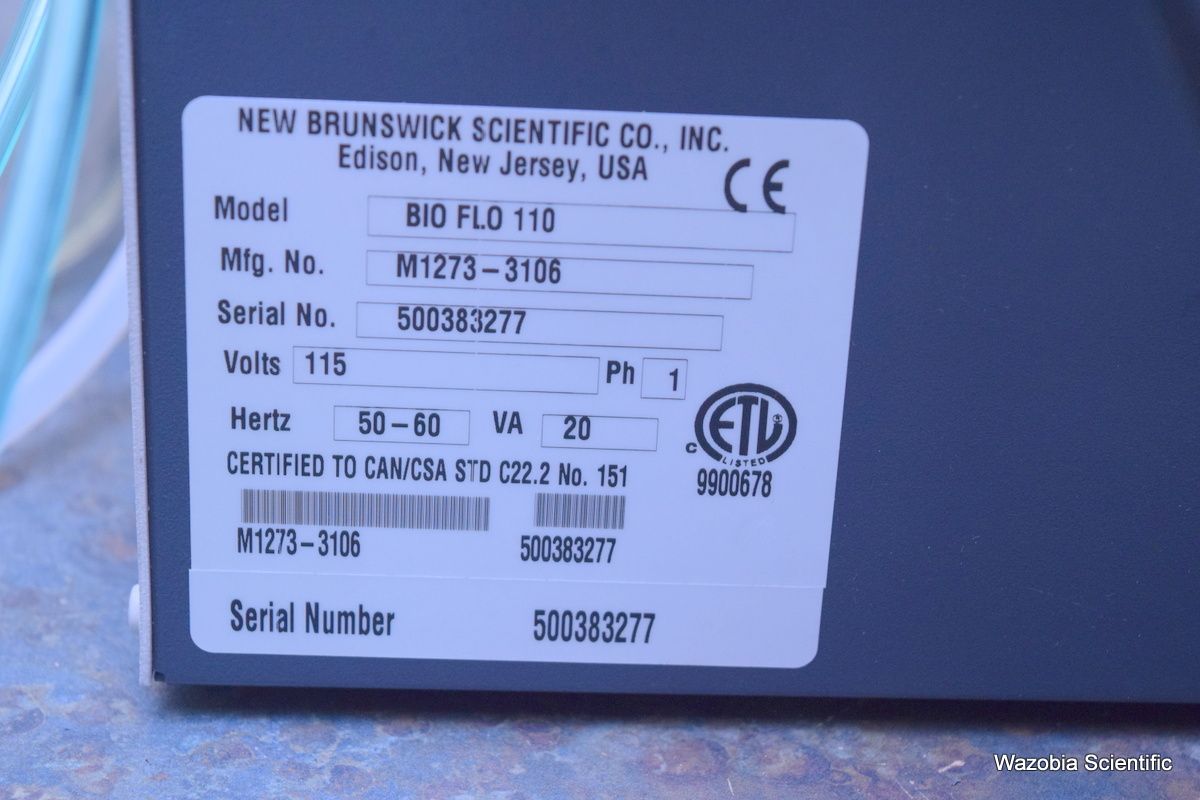 NEW BRUNSWICK SCIENTIFIC CO., INC.
Edison, New Jersey, USA
CE
Model BIO FLO 110
Mfg. No. M1273-3106
Serial No. 500383277
Volts 115 Ph 1
Hertz 50-60 VA 20
C ETL LISTED
CERTIFIED TO CAN/CSA STD C22.2 No. 151
9900678
M1273-3106 500383277
Serial Number 500383277
Wazobia Scientific